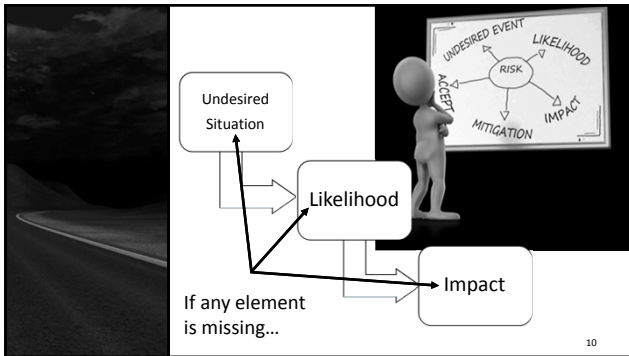 Undesired
Situation
Likelihood
Impact
If any element
is missing...
UNDESIRED EVENT
LIKELIHOOD
RISK
ACCEPT
IMPACT
MITIGATION
10